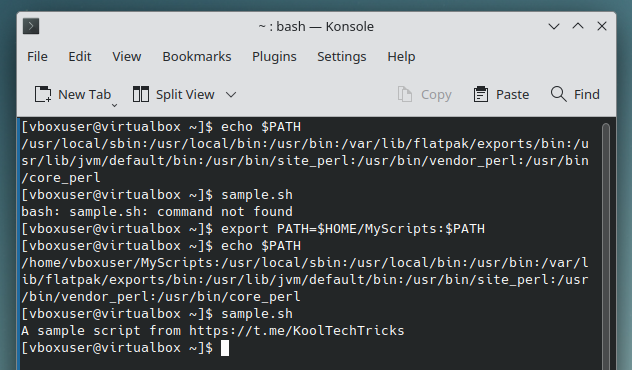 ~ : bash — Konsole
File Edit View Bookmarks Plugins Settings Help
New Tab Split View Copy Paste Find
[vboxuser@virtualbox ~]$ echo $PATH
/usr/local/sbin:/usr/local/bin:/usr/bin:/var/lib/flatpak/exports/bin:/u
sr/lib/jvm/default/bin:/usr/bin/site_perl:/usr/bin/vendor_perl:/usr/bin
/core_perl
[vboxuser@virtualbox ~]$ sample.sh
bash: sample.sh: command not found
[vboxuser@virtualbox ~]$ export PATH=$HOME/MyScripts:$PATH
[vboxuser@virtualbox ~]$ echo $PATH
/home/vboxuser/MyScripts:/usr/local/sbin:/usr/local/bin:/usr/bin:/var/l
ib/flatpak/exports/bin:/usr/lib/jvm/default/bin:/usr/bin/site_perl:/usr
/bin/vendor_perl:/usr/bin/core_perl
[vboxuser@virtualbox ~]$ sample.sh
A sample script from https://t.me/KoolTechTricks
[vboxuser@virtualbox ~]$